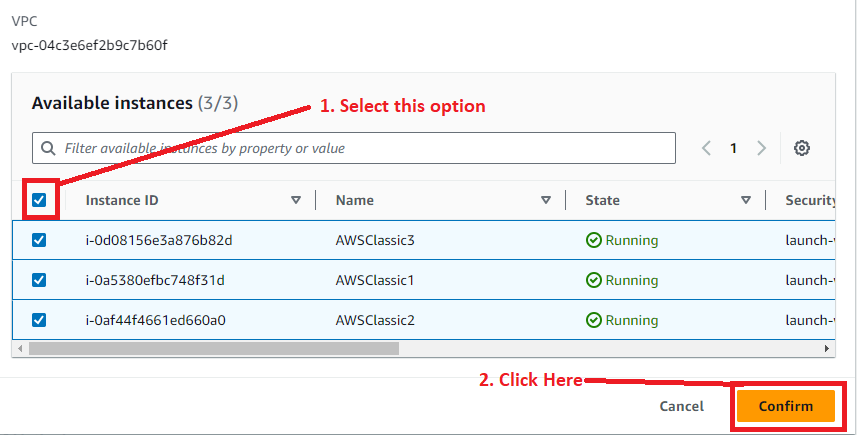 VPC
vpc-04c3e6ef2b9c7b60f
Available instances (3/3)
1. Select this option
Filter available instances by property or value
1
Instance ID Name State Security
i-0d08156e3a876b82d AWSClassic3 Running launch-
i-0a5380efbc748f31d AWSClassic1 Running launch-
i-0af44f4661ed660a0 AWSClassic2 Running launch-
2. Click Here
Cancel Confirm